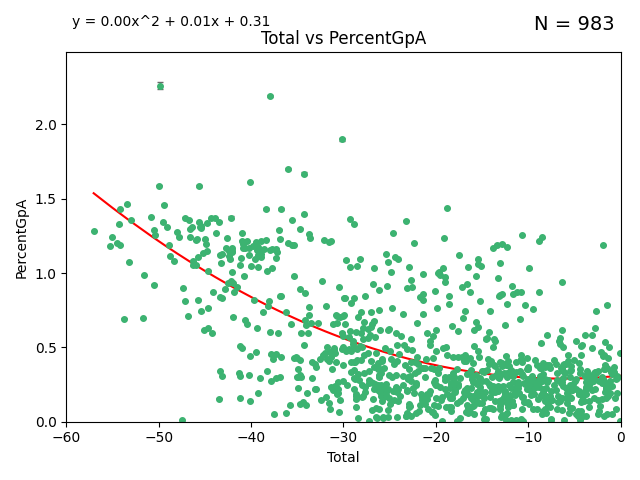 y = 0.00x^2 + 0.01x + 0.31
N = 983
Total vs PercentGpA
PercentGpA
2.0
1.5
1.0
0.5
0.0
−60
−50
−40
−30
−20
−10
0
Total